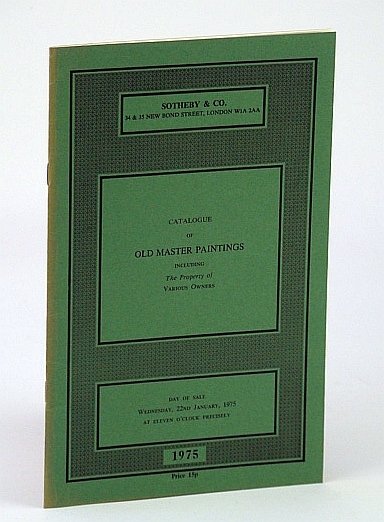 SOTHEBY & CO.
34 & 35 NEW BOND STREET, LONDON W1A 2AA
CATALOGUE
OF
OLD MASTER PAINTINGS
INCLUDING
The Property of
VARIOUS OWNERS
DAY OF SALE
WEDNESDAY, 22ND JANUARY, 1975
AT ELEVEN O'CLOCK PRECISELY
1975
Price 15p